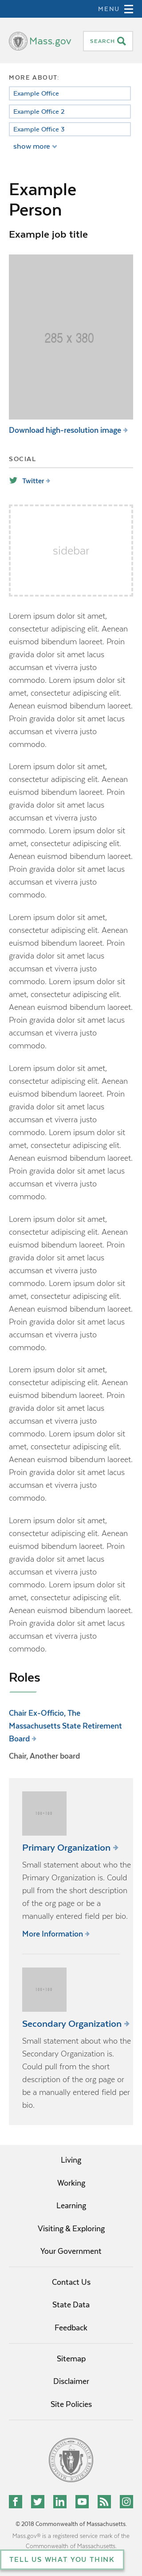 MENU
Mass.gov
SEARCH
MORE ABOUT:
Example Office
Example Office 2
Example Office 3
show more
Example
Person
Example job title
285 x 380
Download high-resolution image
SOCIAL
Twitter
sidebar
Lorem ipsum dolor sit amet,
consectetur adipiscing elit. Aenean
euismod bibendum laoreet. Proin
gravida dolor sit amet lacus
accumsan et viverra justo
commodo. Lorem ipsum dolor sit
amet, consectetur adipiscing elit.
Aenean euismod bibendum laoreet.
Proin gravida dolor sit amet lacus
accumsan et viverra justo
commodo.
Lorem ipsum dolor sit amet,
consectetur adipiscing elit. Aenean
euismod bibendum laoreet. Proin
gravida dolor sit amet lacus
accumsan et viverra justo
commodo. Lorem ipsum dolor sit
amet, consectetur adipiscing elit.
Aenean euismod bibendum laoreet.
Proin gravida dolor sit amet lacus
accumsan et viverra justo
commodo.
Lorem ipsum dolor sit amet,
consectetur adipiscing elit. Aenean
euismod bibendum laoreet. Proin
gravida dolor sit amet lacus
accumsan et viverra justo
commodo. Lorem ipsum dolor sit
amet, consectetur adipiscing elit.
Aenean euismod bibendum laoreet.
Proin gravida dolor sit amet lacus
accumsan et viverra justo
commodo.
Lorem ipsum dolor sit amet,
consectetur adipiscing elit. Aenean
euismod bibendum laoreet. Proin
gravida dolor sit amet lacus
accumsan et viverra justo
commodo. Lorem ipsum dolor sit
amet, consectetur adipiscing elit.
Aenean euismod bibendum laoreet.
Proin gravida dolor sit amet lacus
accumsan et viverra justo
commodo.
Lorem ipsum dolor sit amet,
consectetur adipiscing elit. Aenean
euismod bibendum laoreet. Proin
gravida dolor sit amet lacus
accumsan et viverra justo
commodo. Lorem ipsum dolor sit
amet, consectetur adipiscing elit.
Aenean euismod bibendum laoreet.
Proin gravida dolor sit amet lacus
accumsan et viverra justo
commodo.
Lorem ipsum dolor sit amet,
consectetur adipiscing elit. Aenean
euismod bibendum laoreet. Proin
gravida dolor sit amet lacus
accumsan et viverra justo
commodo. Lorem ipsum dolor sit
amet, consectetur adipiscing elit.
Aenean euismod bibendum laoreet.
Proin gravida dolor sit amet lacus
accumsan et viverra justo
commodo.
Lorem ipsum dolor sit amet,
consectetur adipiscing elit. Aenean
euismod bibendum laoreet. Proin
gravida dolor sit amet lacus
accumsan et viverra justo
commodo. Lorem ipsum dolor sit
amet, consectetur adipiscing elit.
Aenean euismod bibendum laoreet.
Proin gravida dolor sit amet lacus
accumsan et viverra justo
commodo.
Roles
Chair Ex-Officio, The
Massachusetts State Retirement
Board
Chair, Another board
Primary Organization
Small statement about who the
Primary Organization is. Could
pull from the short description
of the org page or be a
manually entered field per bio.
More Information
Secondary Organization
Small statement about who the
Secondary Organization is.
Could pull from the short
description of the org page or
be a manually entered field per
bio.
Living
Working
Learning
Visiting & Exploring
Your Government
Contact Us
State Data
Feedback
Sitemap
Disclaimer
Site Policies
© 2018 Commonwealth of Massachusetts.
Mass.gov® is a registered service mark of the
Commonwealth of Massachusetts.
TELL US WHAT YOU THINK